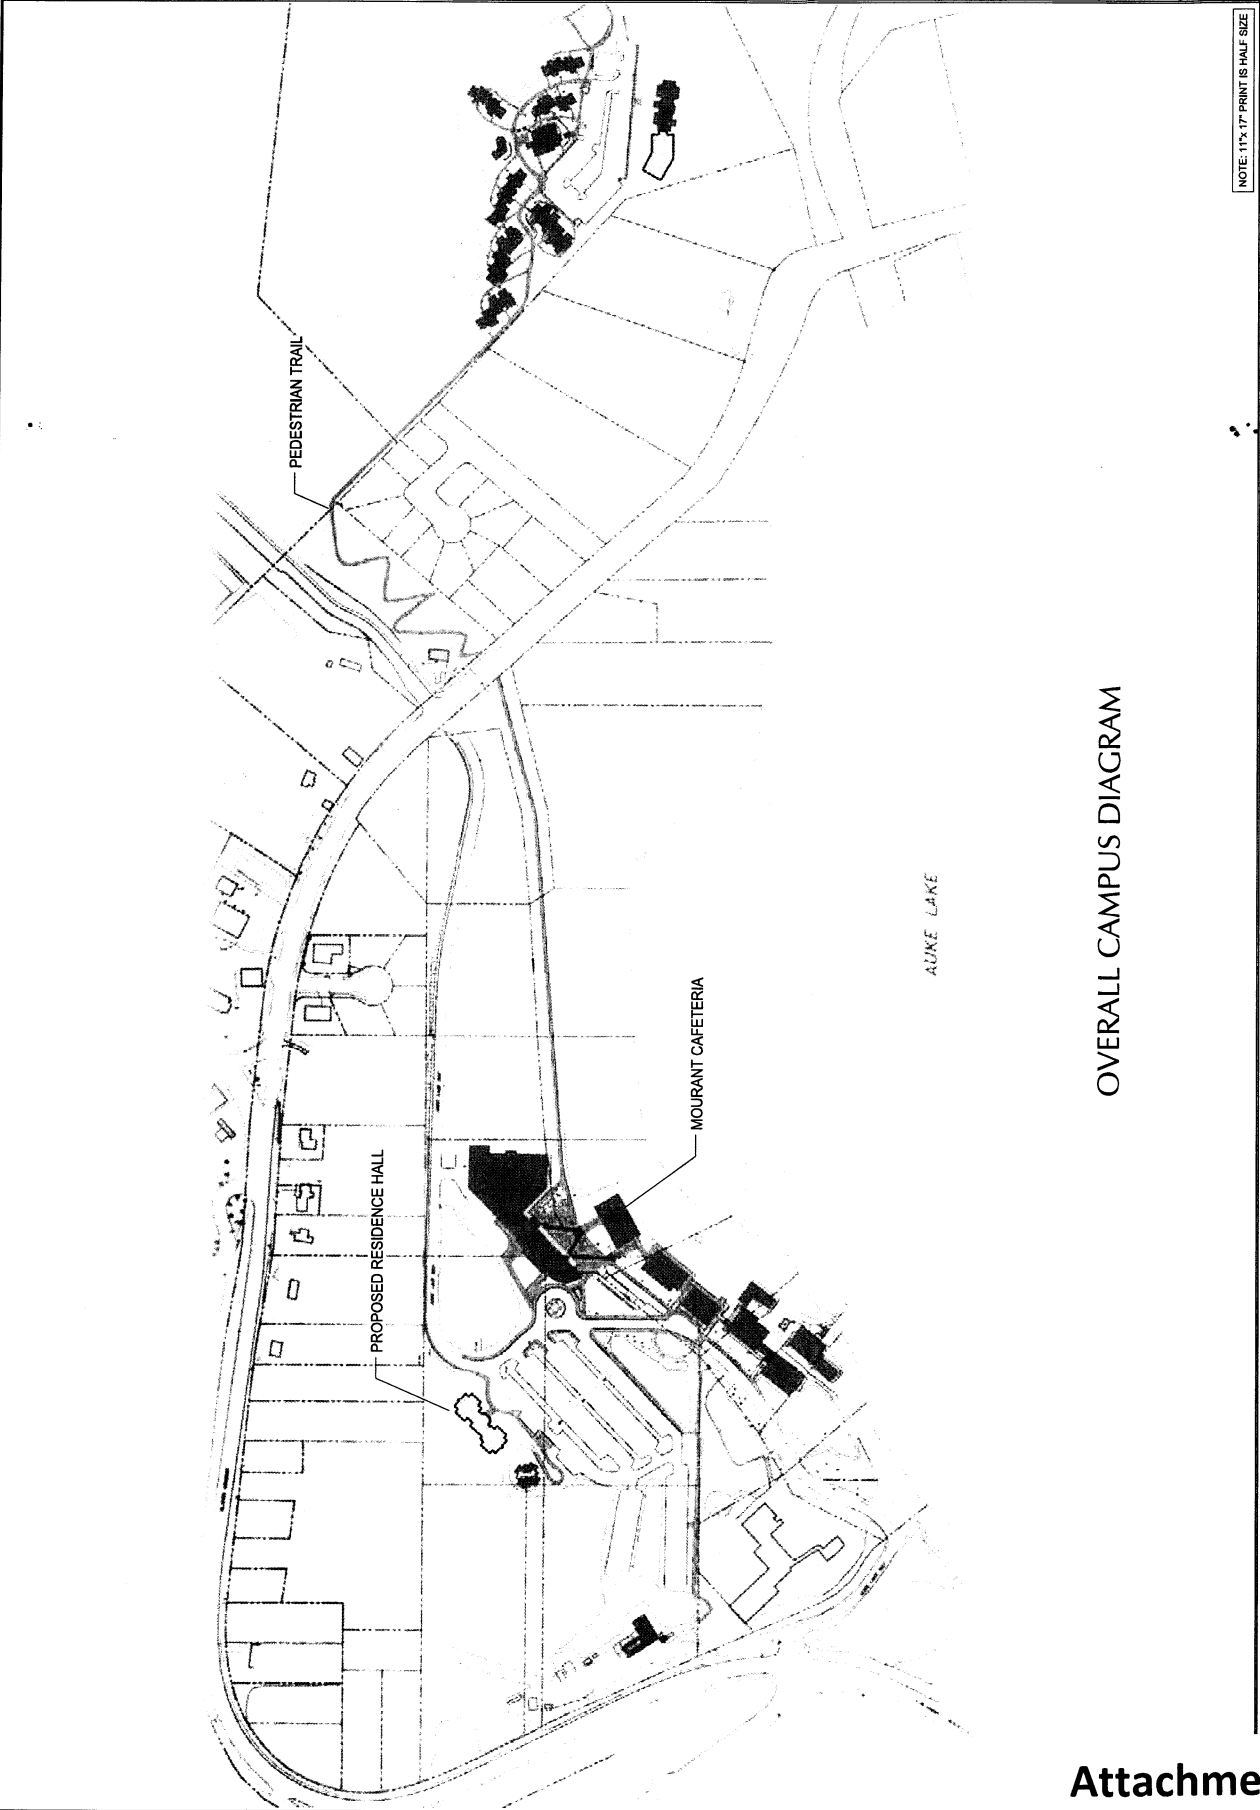 NOTE: 11"x 17" PRINT IS HALF SIZE
PEDESTRIAN TRAIL
PROPOSED RESIDENCE HALL
MOURANT CAFETERIA
AUKE LAKE
OVERALL CAMPUS DIAGRAM
Attachme